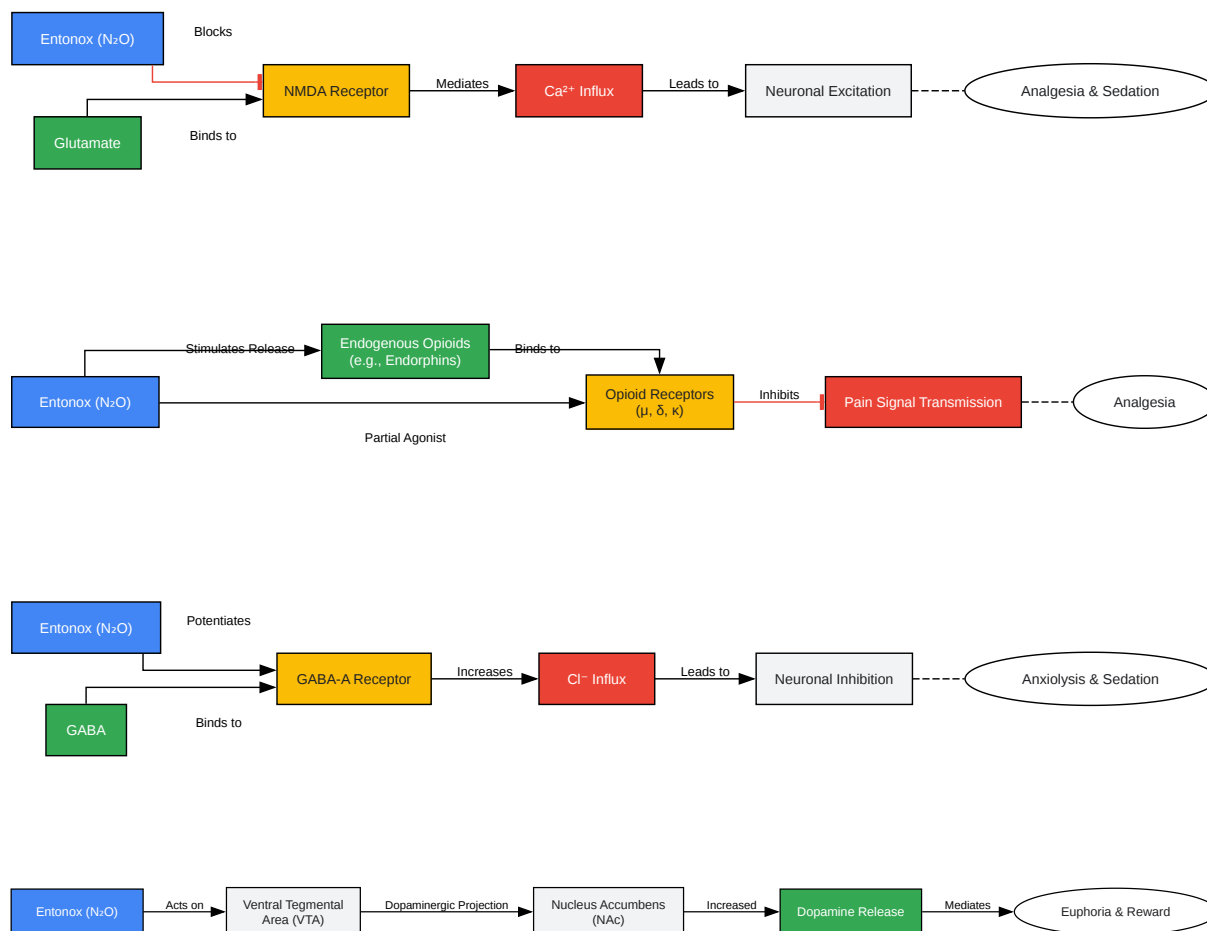 Entonox (N₂O)
Blocks
NMDA Receptor
Mediates
Ca²⁺ Influx
Leads to
Neuronal Excitation
Analgesia & Sedation
Glutamate
Binds to
Stimulates Release
Endogenous Opioids
(e.g., Endorphins)
Binds to
Entonox (N₂O)
Partial Agonist
Opioid Receptors
(μ, δ, κ)
Inhibits
Pain Signal Transmission
Analgesia
Entonox (N₂O)
Potentiates
GABA-A Receptor
Increases
Cl⁻ Influx
Leads to
Neuronal Inhibition
Anxiolysis & Sedation
GABA
Binds to
Entonox (N₂O)
Acts on
Ventral Tegmental
Area (VTA)
Dopaminergic Projection
Nucleus Accumbens
(NAc)
Increased
Dopamine Release
Mediates
Euphoria & Reward